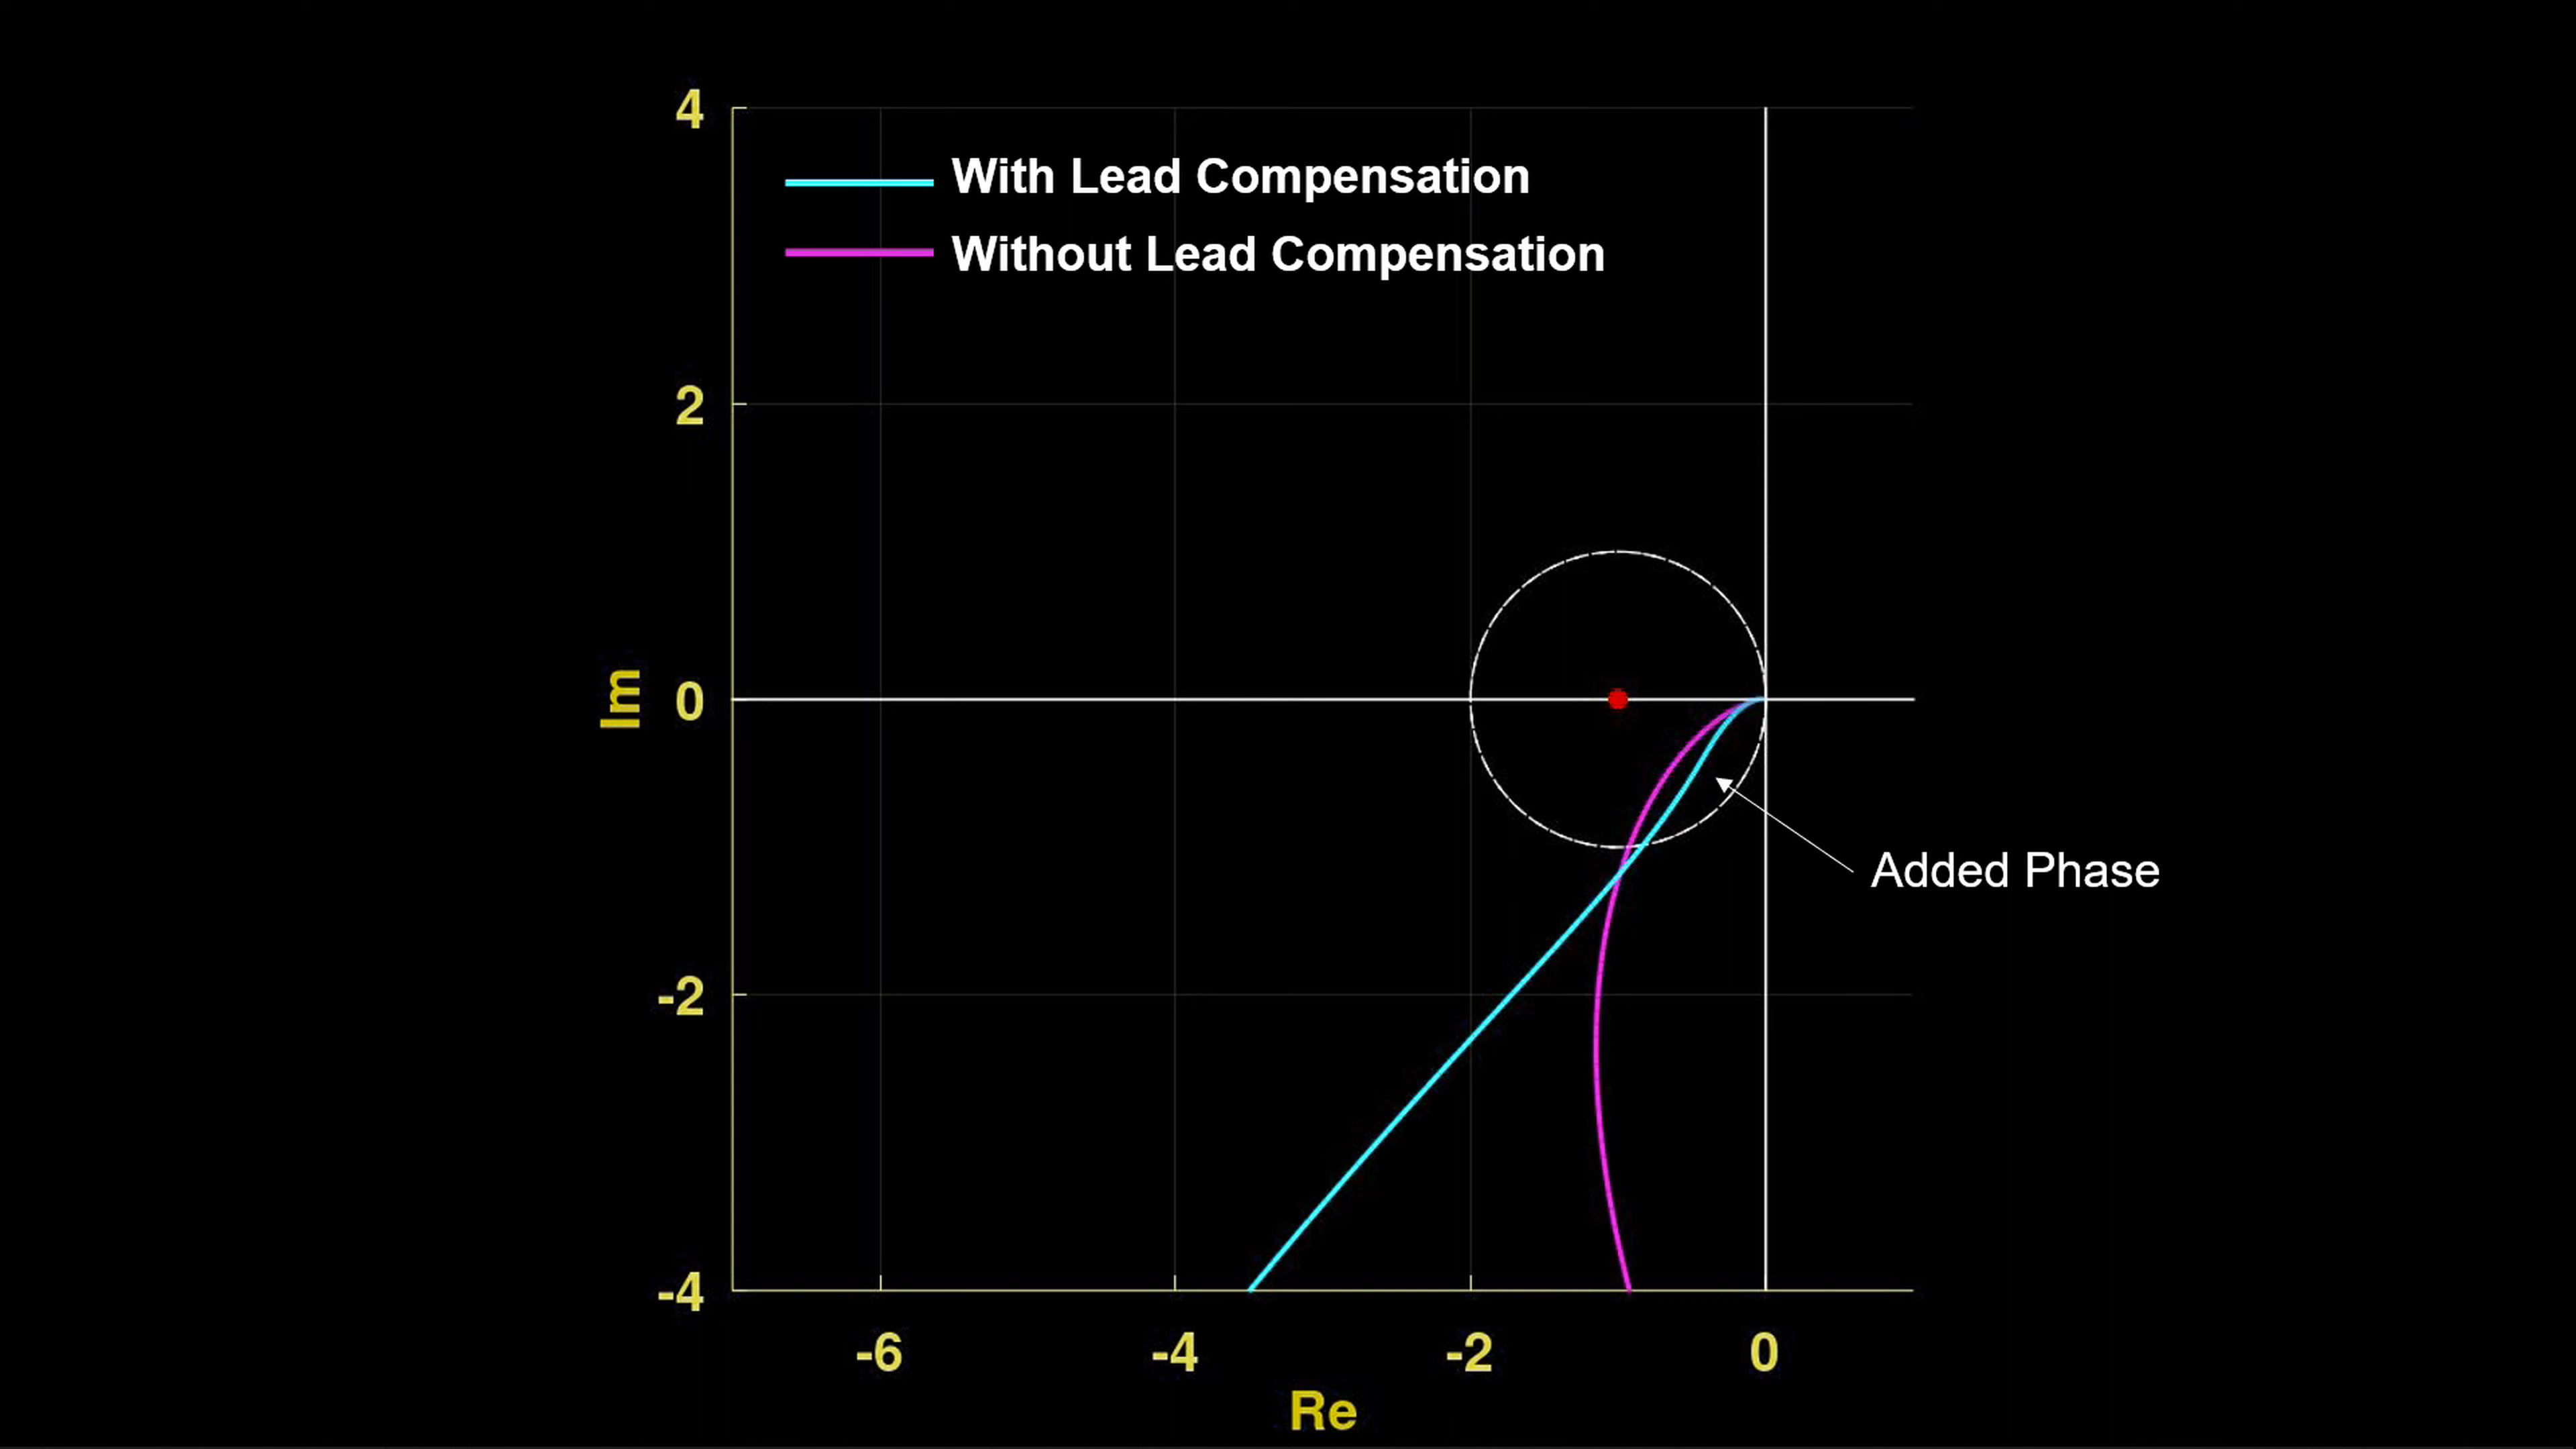 4
With Lead Compensation
Without Lead Compensation
2
Im
0
Added Phase
-2
-4
-6 -4 -2 0
Re